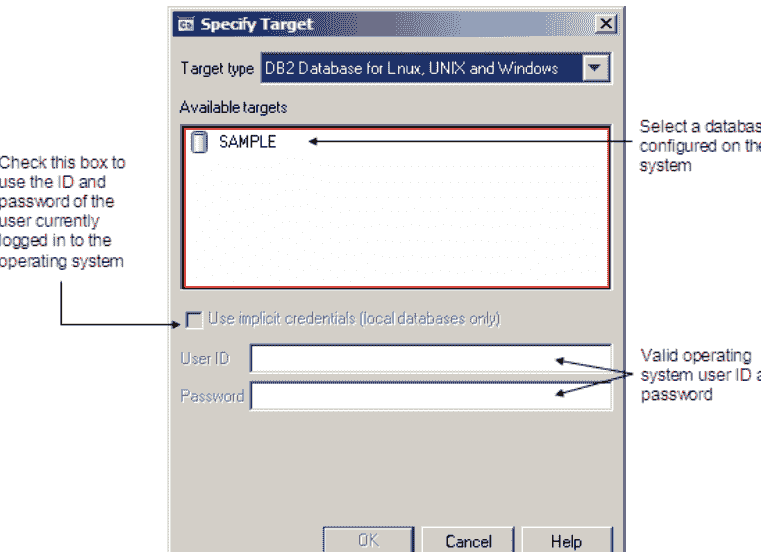 Specify Target
Target type DB2 Database for Lnux, UNIX and Windows
Available targets
SAMPLE
Select a databas
configured on the
system
Check this box to
use the ID and
password of the
user currently
logged in to the
operating system
Use implicit credentials (local databases only)
User ID
Password
Valid operating
system user ID a
password
OK Cancel Help